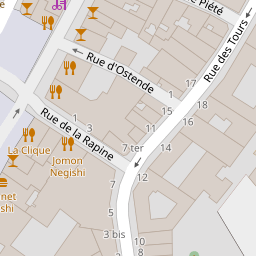 Piété
Rue d'Ostende
Rue des Tours
18
17
16
15
Rue de la Rapine
1
3
11
14
7 ter
La Clique
Jomon
Negishi
7
12
5
3 bis
10
8